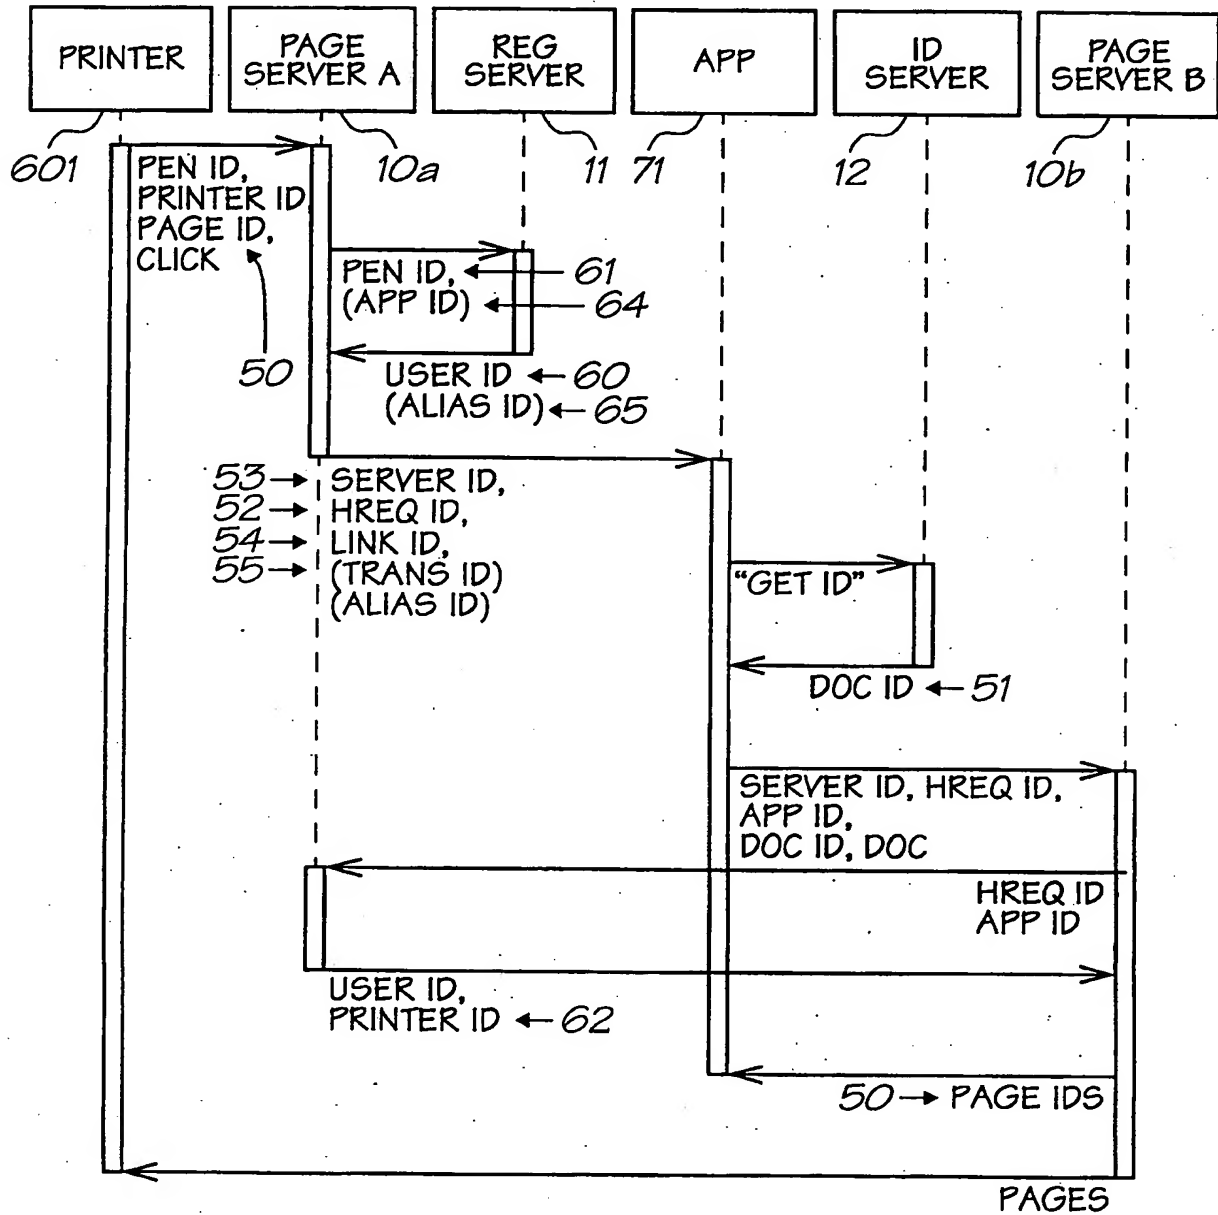 PRINTER
PAGE
SERVER A
REG
SERVER
APP
ID
SERVER
PAGE
SERVER B
601
10a
11
71
12
10b
PEN ID,
PRINTER ID
PAGE ID,
CLICK
50
PEN ID,
61
(APP ID)
64
USER ID
60
(ALIAS ID)
65
53
SERVER ID,
52
HREQ ID,
54
LINK ID,
55
(TRANS ID)
(ALIAS ID)
"GET ID"
DOC ID
51
SERVER ID, HREQ ID,
APP ID,
DOC ID, DOC
HREQ ID
APP ID
USER ID,
PRINTER ID
62
50
PAGE IDS
PAGES